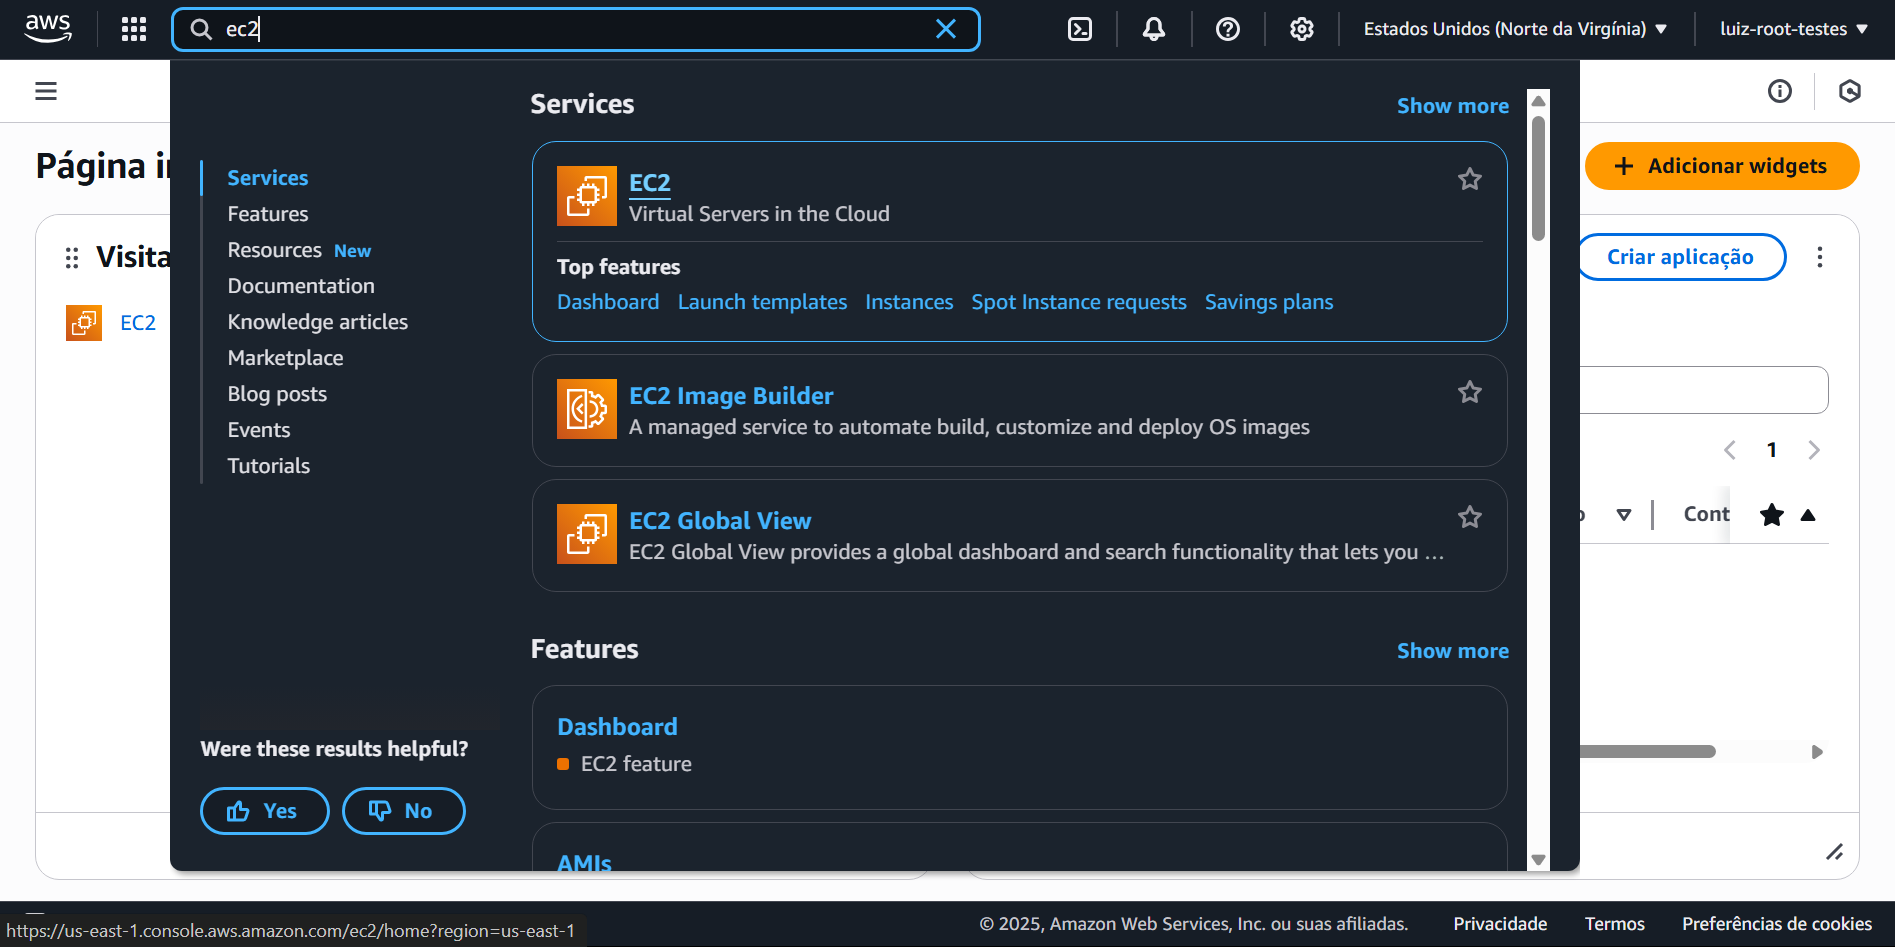 aws
ec2
Estados Unidos (Norte da Virgínia)
luiz-root-testes
Página i
Adicionar widgets
Visita
EC2
Criar aplicação
1
Cont
Services
Features
Resources New
Documentation
Knowledge articles
Marketplace
Blog posts
Events
Tutorials
Were these results helpful?
Yes
No
Services
Show more
EC2
Virtual Servers in the Cloud
Top features
Dashboard Launch templates Instances Spot Instance requests Savings plans
EC2 Image Builder
A managed service to automate build, customize and deploy OS images
EC2 Global View
EC2 Global View provides a global dashboard and search functionality that lets you ...
Features
Show more
Dashboard
EC2 feature
AMIs
https://us-east-1.console.aws.amazon.com/ec2/home?region=us-east-1
© 2025, Amazon Web Services, Inc. ou suas afiliadas.
Privacidade
Termos
Preferências de cookies